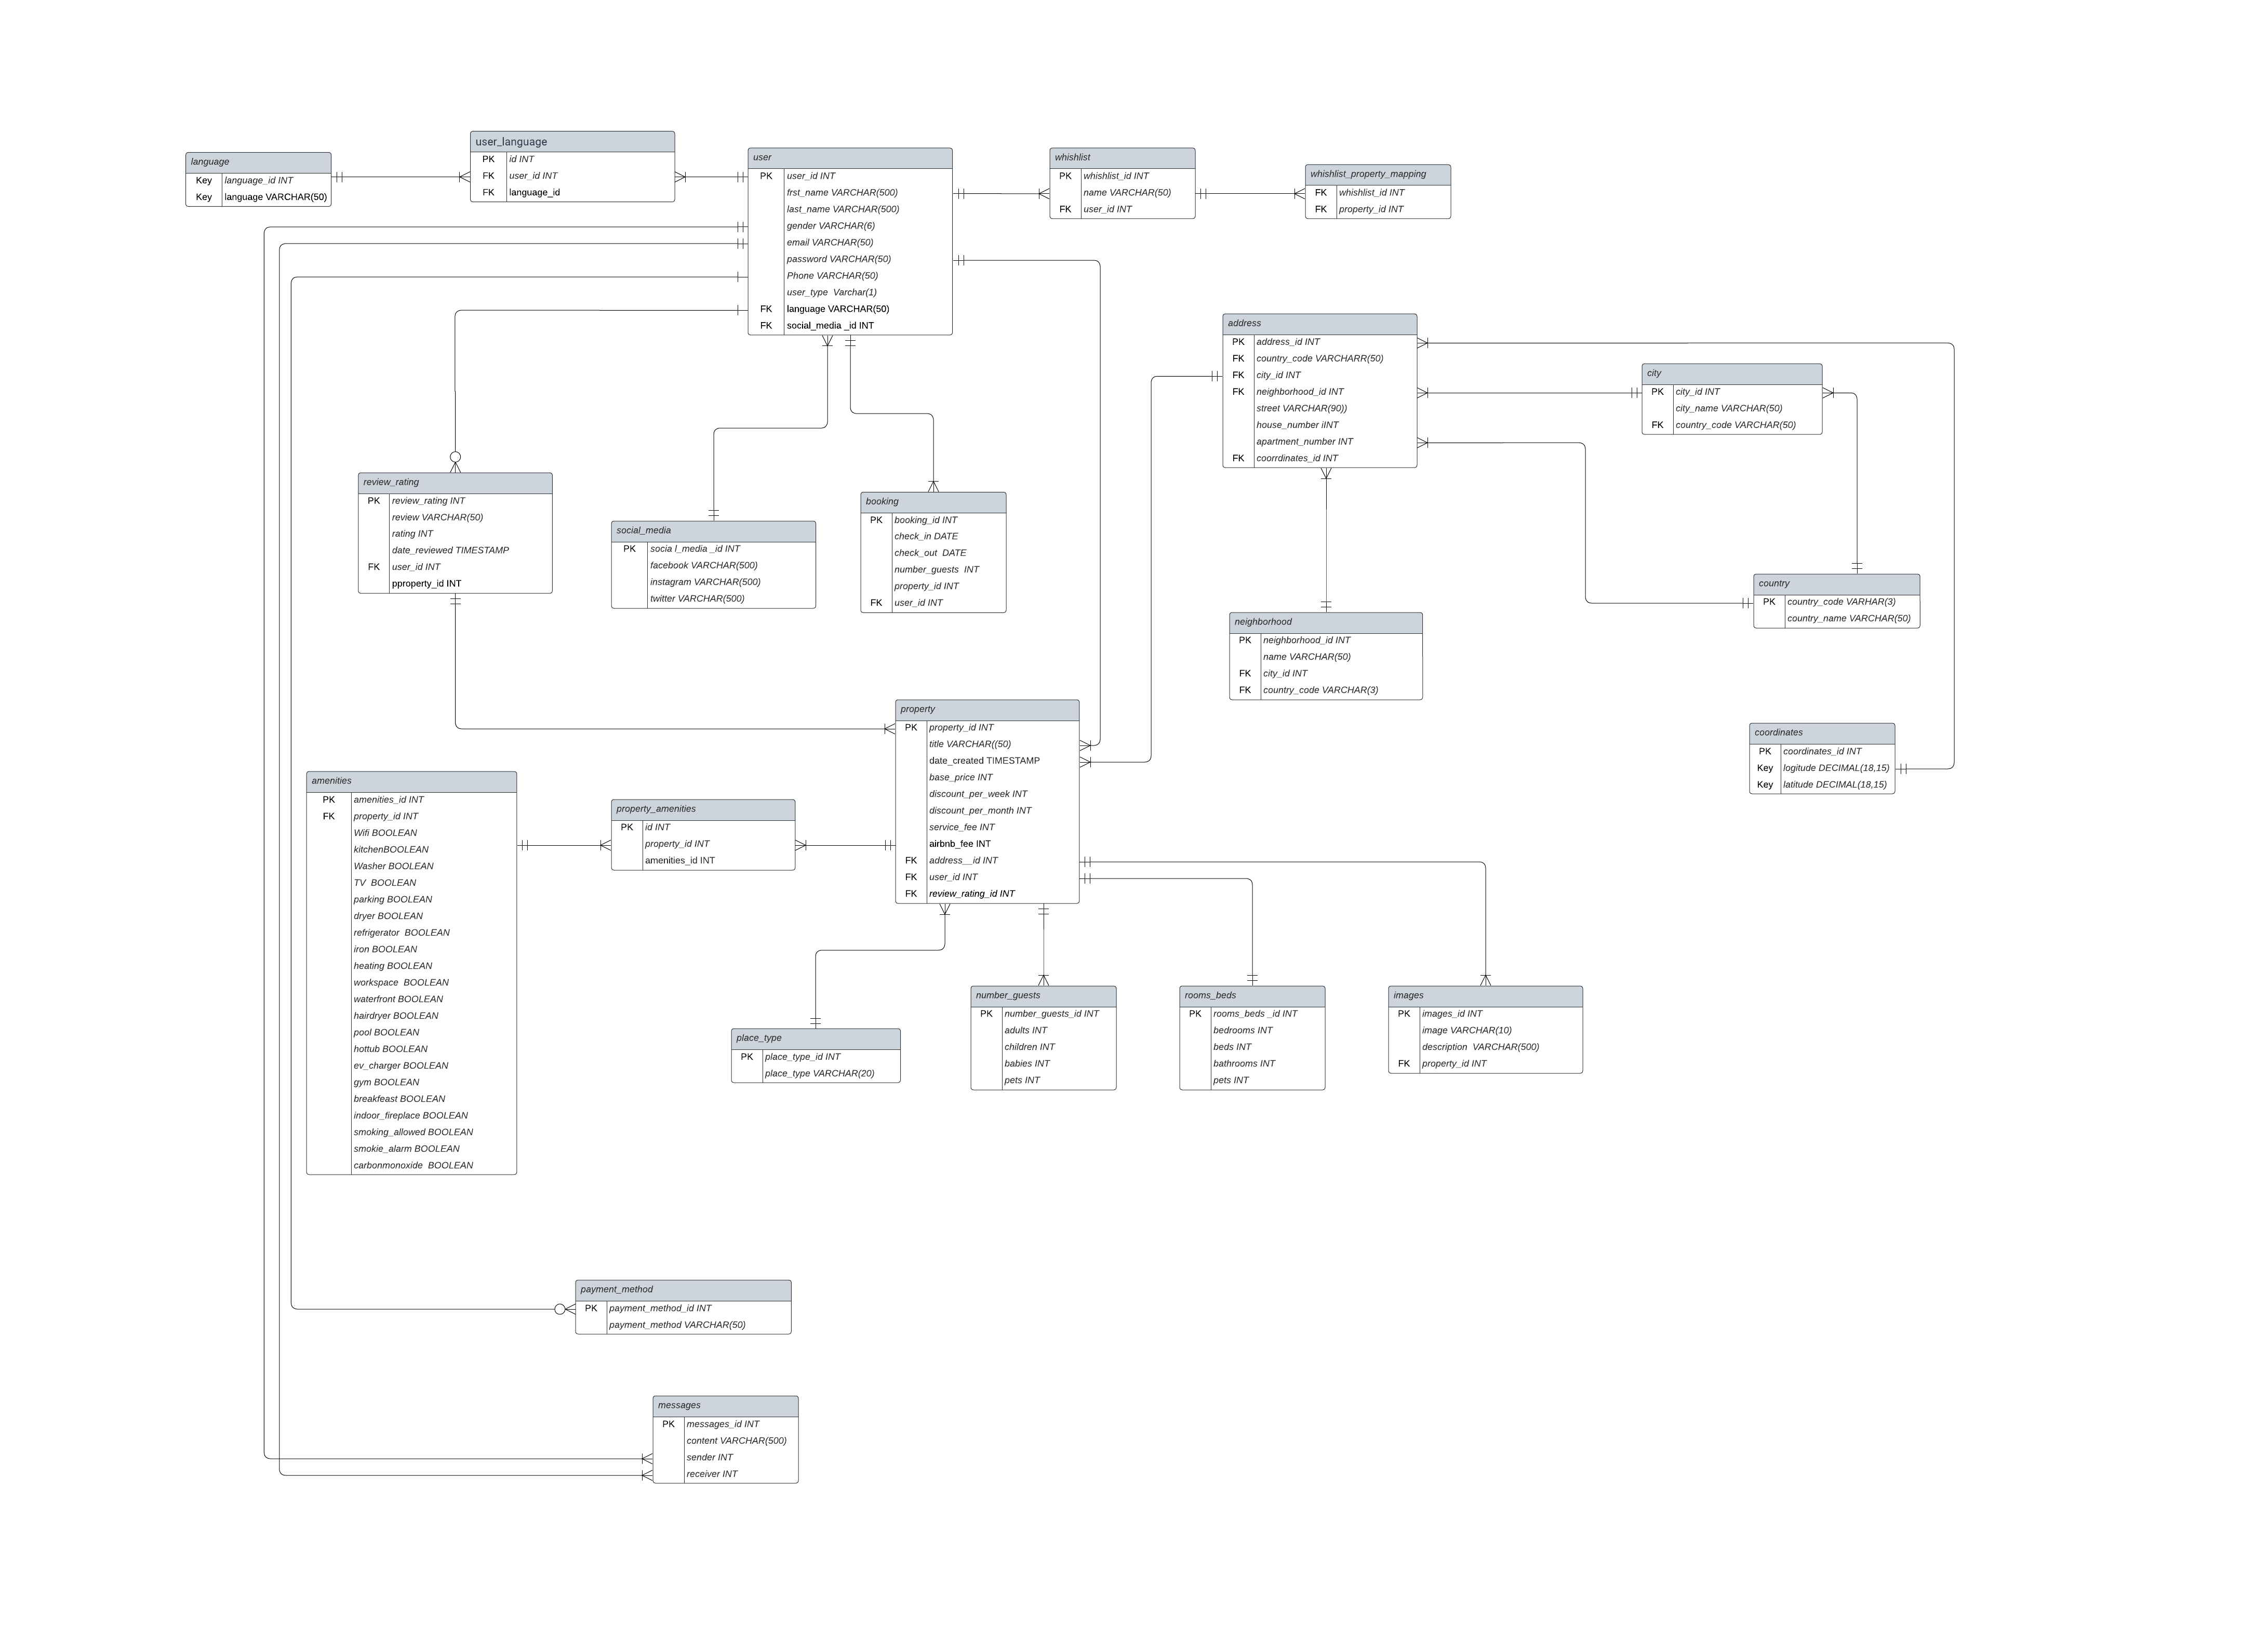 language
Key language_id INT
Key language VARCHAR(50)
user_language
PK id INT
FK user_id INT
FK language_id
user
PK user_id INT
frst_name VARCHAR(500)
last_name VARCHAR(500)
gender VARCHAR(6)
email VARCHAR(50)
password VARCHAR(50)
Phone VARCHAR(50)
user_type Varchar(1)
FK language VARCHAR(50)
FK social_media _id INT
whishlist
PK whishlist_id INT
name VARCHAR(50)
FK user_id INT
whishlist_property_mapping
FK whishlist_id INT
FK property_id INT
address
PK address_id INT
FK country_code VARCHARR(50)
FK city_id INT
FK neighborhood_id INT
street VARCHAR(90))
house_number iINT
apartment_number INT
FK coorrdinates_id INT
city
PK city_id INT
city_name VARCHAR(50)
FK country_code VARCHAR(50)
review_rating
PK review_rating INT
review VARCHAR(50)
rating INT
date_reviewed TIMESTAMP
FK user_id INT
pproperty_id INT
social_media
PK socia l_media _id INT
facebook VARCHAR(500)
instagram VARCHAR(500)
twitter VARCHAR(500)
booking
PK booking_id INT
check_in DATE
check_out DATE
number_guests INT
property_id INT
FK user_id INT
country
PK country_code VARHAR(3)
country_name VARCHAR(50)
neighborhood
PK neighborhood_id INT
name VARCHAR(50)
FK city_id INT
FK country_code VARCHAR(3)
property
PK property_id INT
title VARCHAR((50)
date_created TIMESTAMP
base_price INT
discount_per_week INT
discount_per_month INT
service_fee INT
airbnb_fee INT
FK address__id INT
FK user_id INT
FK review_rating_id INT
coordinates
PK coordinates_id INT
Key logitude DECIMAL(18,15)
Key latitude DECIMAL(18,15)
amenities
PK amenities_id INT
FK property_id INT
Wifi BOOLEAN
kitchenBOOLEAN
Washer BOOLEAN
TV BOOLEAN
parking BOOLEAN
dryer BOOLEAN
refrigerator BOOLEAN
iron BOOLEAN
heating BOOLEAN
workspace BOOLEAN
waterfront BOOLEAN
hairdryer BOOLEAN
pool BOOLEAN
hottub BOOLEAN
ev_charger BOOLEAN
gym BOOLEAN
breakfeast BOOLEAN
indoor_fireplace BOOLEAN
smoking_allowed BOOLEAN
smokie_alarm BOOLEAN
carbonmonoxide BOOLEAN
property_amenities
PK id INT
property_id INT
amenities_id INT
place_type
PK place_type_id INT
place_type VARCHAR(20)
number_guests
PK number_guests_id INT
adults INT
children INT
babies INT
pets INT
rooms_beds
PK rooms_beds _id INT
bedrooms INT
beds INT
bathrooms INT
pets INT
images
PK images_id INT
image VARCHAR(10)
description VARCHAR(500)
FK property_id INT
payment_method
PK payment_method_id INT
payment_method VARCHAR(50)
messages
PK messages_id INT
content VARCHAR(500)
sender INT
receiver INT